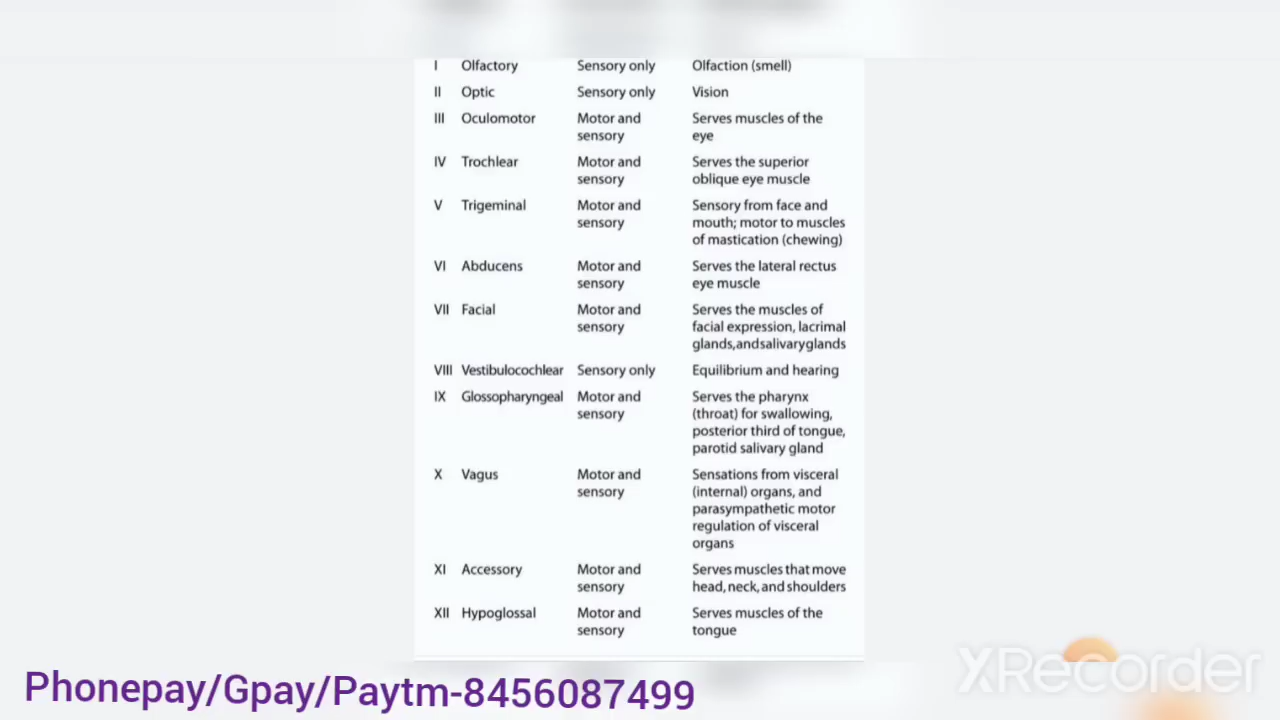 I Olfactory Sensory only Olfaction (smell)
II Optic Sensory only Vision
III Oculomotor Motor and Serves muscles of the
sensory eye
IV Trochlear Motor and Serves the superior
sensory oblique eye muscle
V Trigeminal Motor and Sensory from face and
sensory mouth; motor to muscles
of mastication (chewing)
VI Abducens Motor and Serves the lateral rectus
sensory eye muscle
VII Facial Motor and Serves the muscles of
sensory facial expression, lacrimal
glands,andsalivaryglands
VIII Vestibulocochlear Sensory only Equilibrium and hearing
IX Glossopharyngeal Motor and Serves the pharynx
sensory (throat) for swallowing,
posterior third of tongue,
parotid salivary gland
X Vagus Motor and Sensations from visceral
sensory (internal) organs, and
parasympathetic motor
regulation of visceral
organs
XI Accessory Motor and Serves muscles that move
sensory head, neck, and shoulders
XII Hypoglossal Motor and Serves muscles of the
sensory tongue
XRecorder
Phonepay/Gpay/Paytm-8456087499